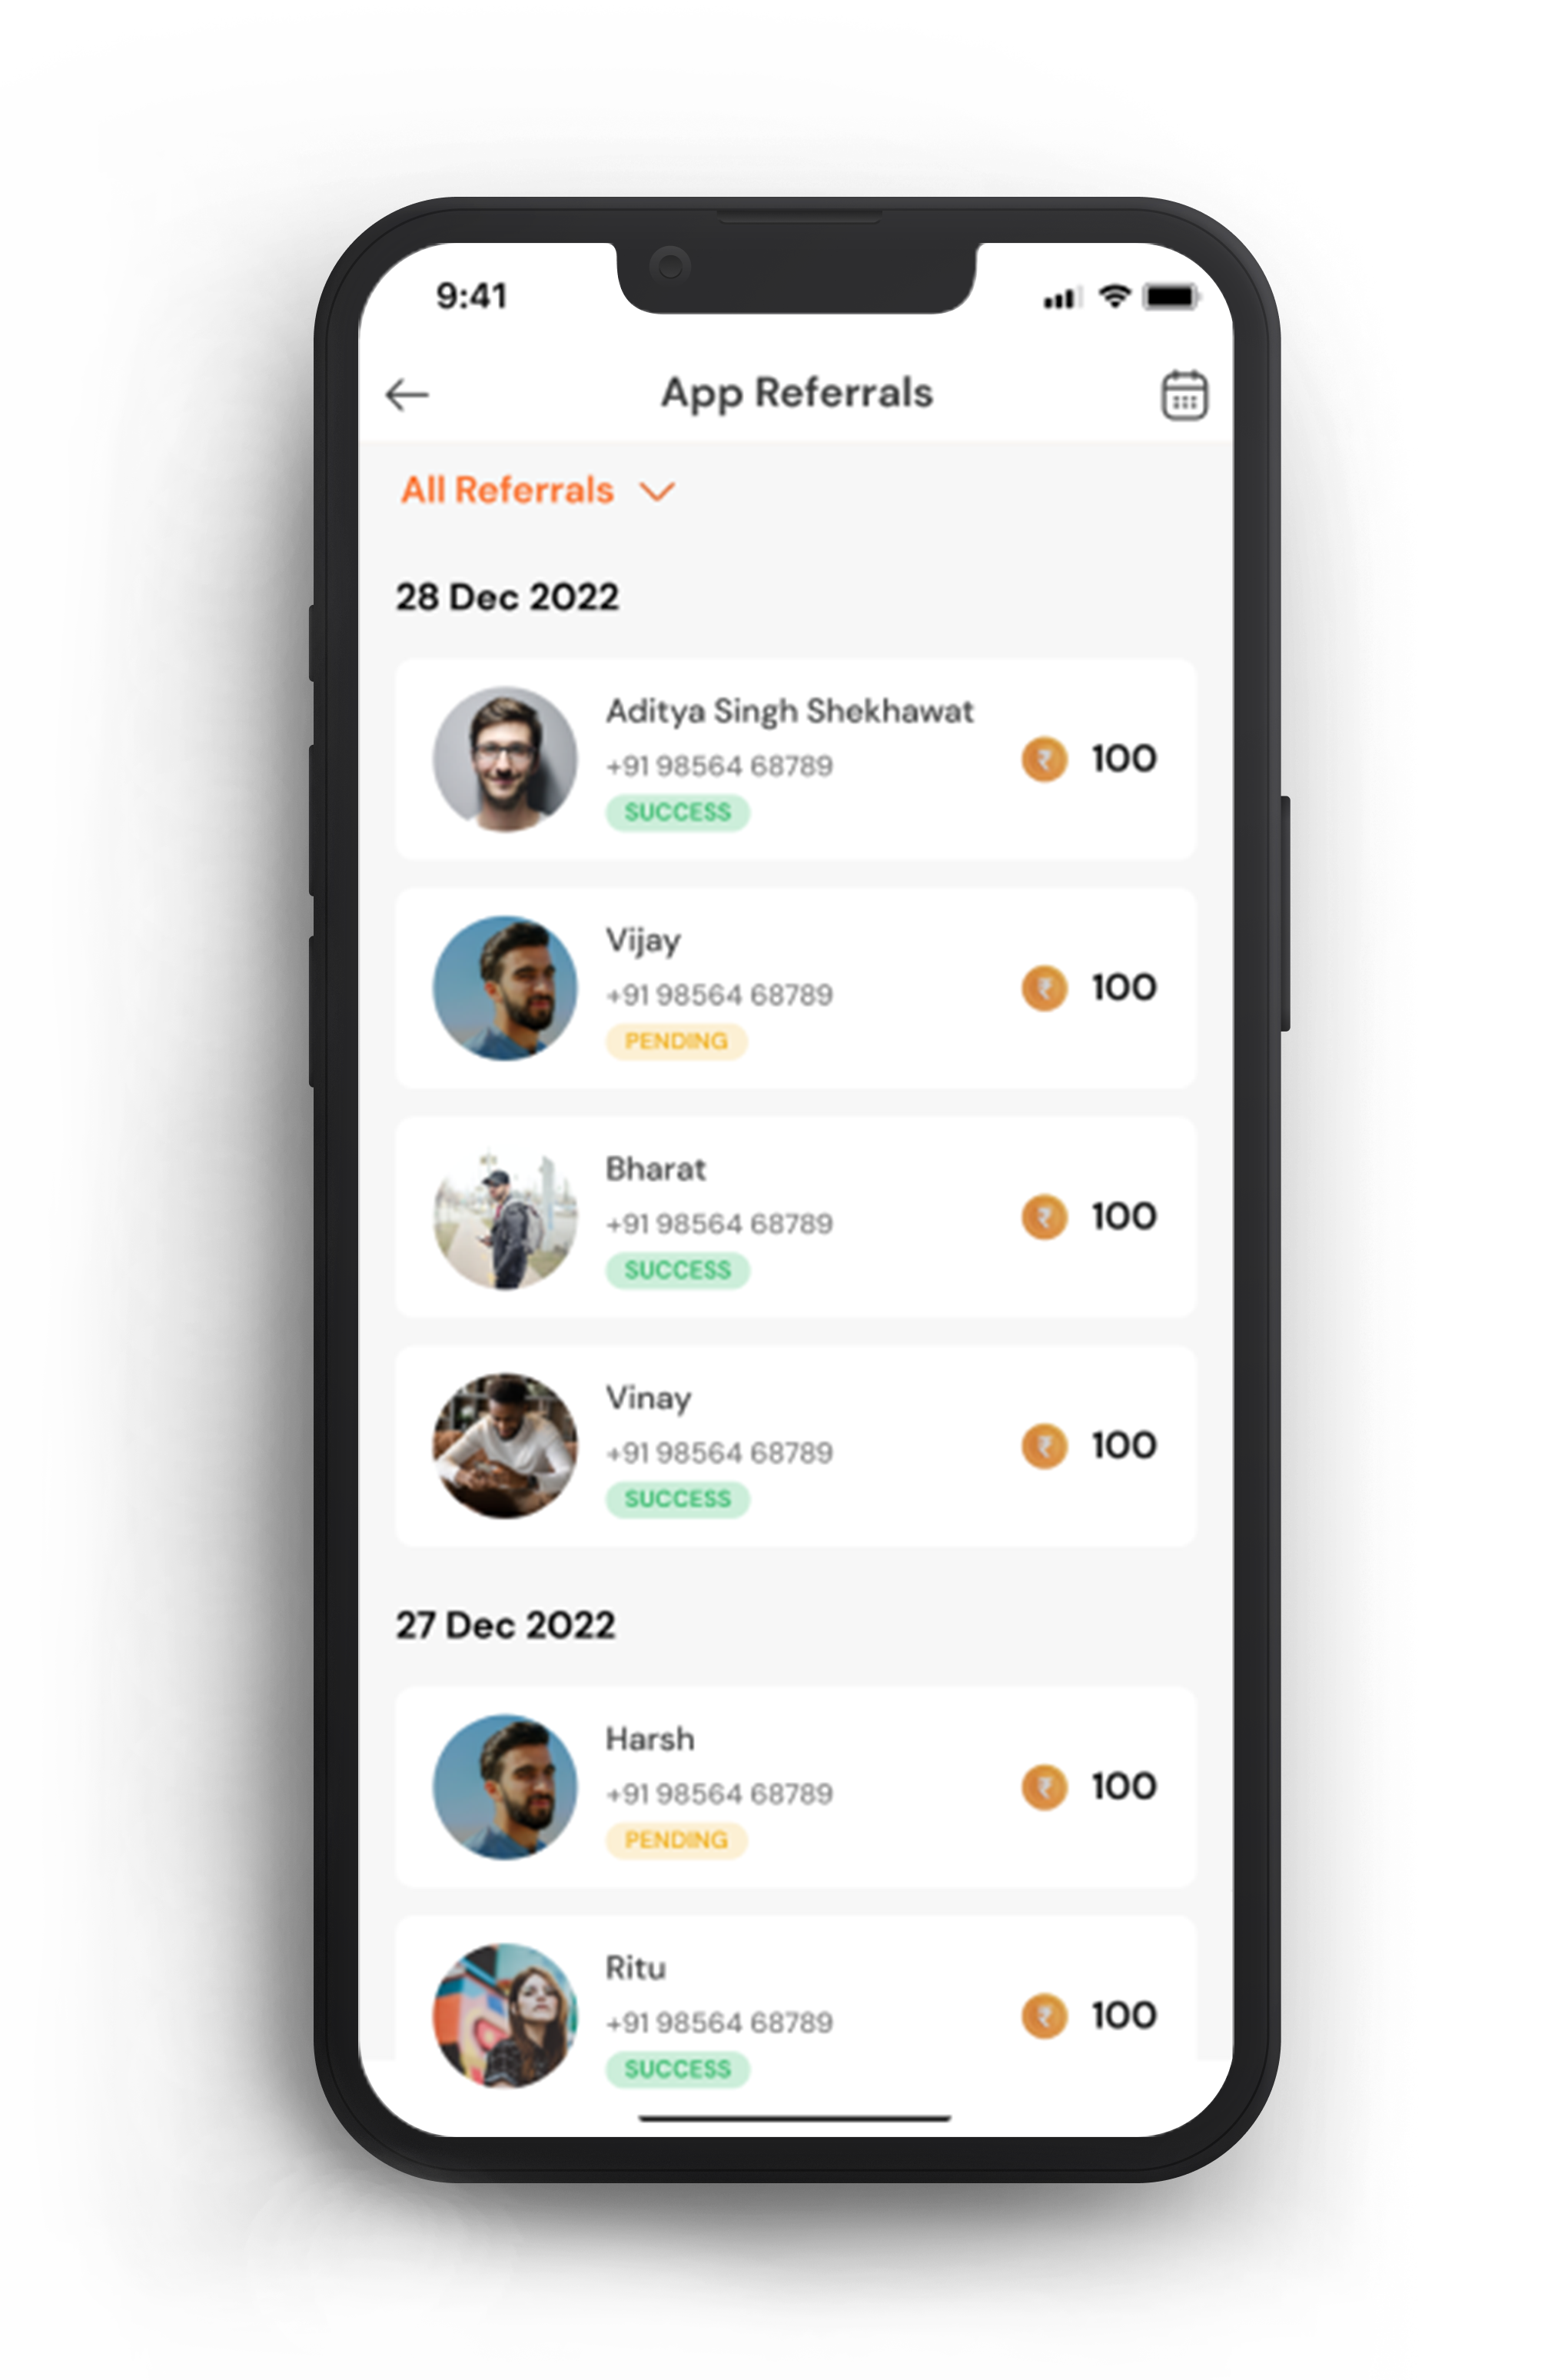 9:41
App Referrals
All Referrals
28 Dec 2022
Aditya Singh Shekhawat
+91 98564 68789
SUCCESS
₹ 100
Vijay
+91 98564 68789
PENDING
₹ 100
Bharat
+91 98564 68789
SUCCESS
₹ 100
Vinay
+91 98564 68789
SUCCESS
₹ 100
27 Dec 2022
Harsh
+91 98564 68789
PENDING
₹ 100
Ritu
+91 98564 68789
SUCCESS
₹ 100